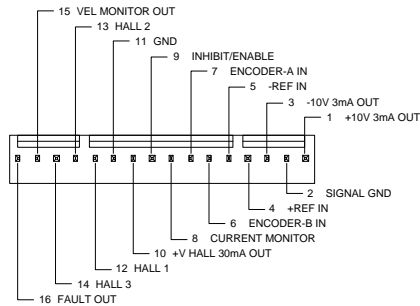 15 VEL MONITOR OUT
13 HALL 2
11 GND
9 INHIBIT/ENABLE
7 ENCODER-A IN
5 -REF IN
3 -10V 3mA OUT
1 +10V 3mA OUT
2 SIGNAL GND
4 +REF IN
6 ENCODER-B IN
8 CURRENT MONITOR
10 +V HALL 30mA OUT
12 HALL 1
14 HALL 3
16 FAULT OUT